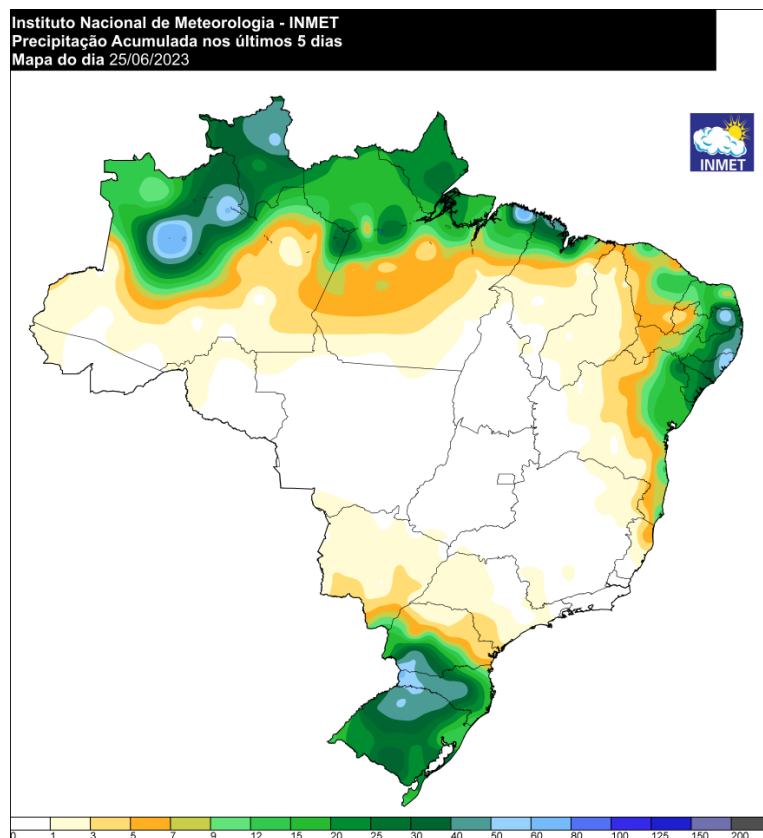 Instituto Nacional de Meteorologia - INMET
Precipitação Acumulada nos últimos 5 dias
Mapa do dia 25/06/2023
INMET
0 1 3 5 7 9 12 15 20 25 30 40 50 60 80 100 125 150 200